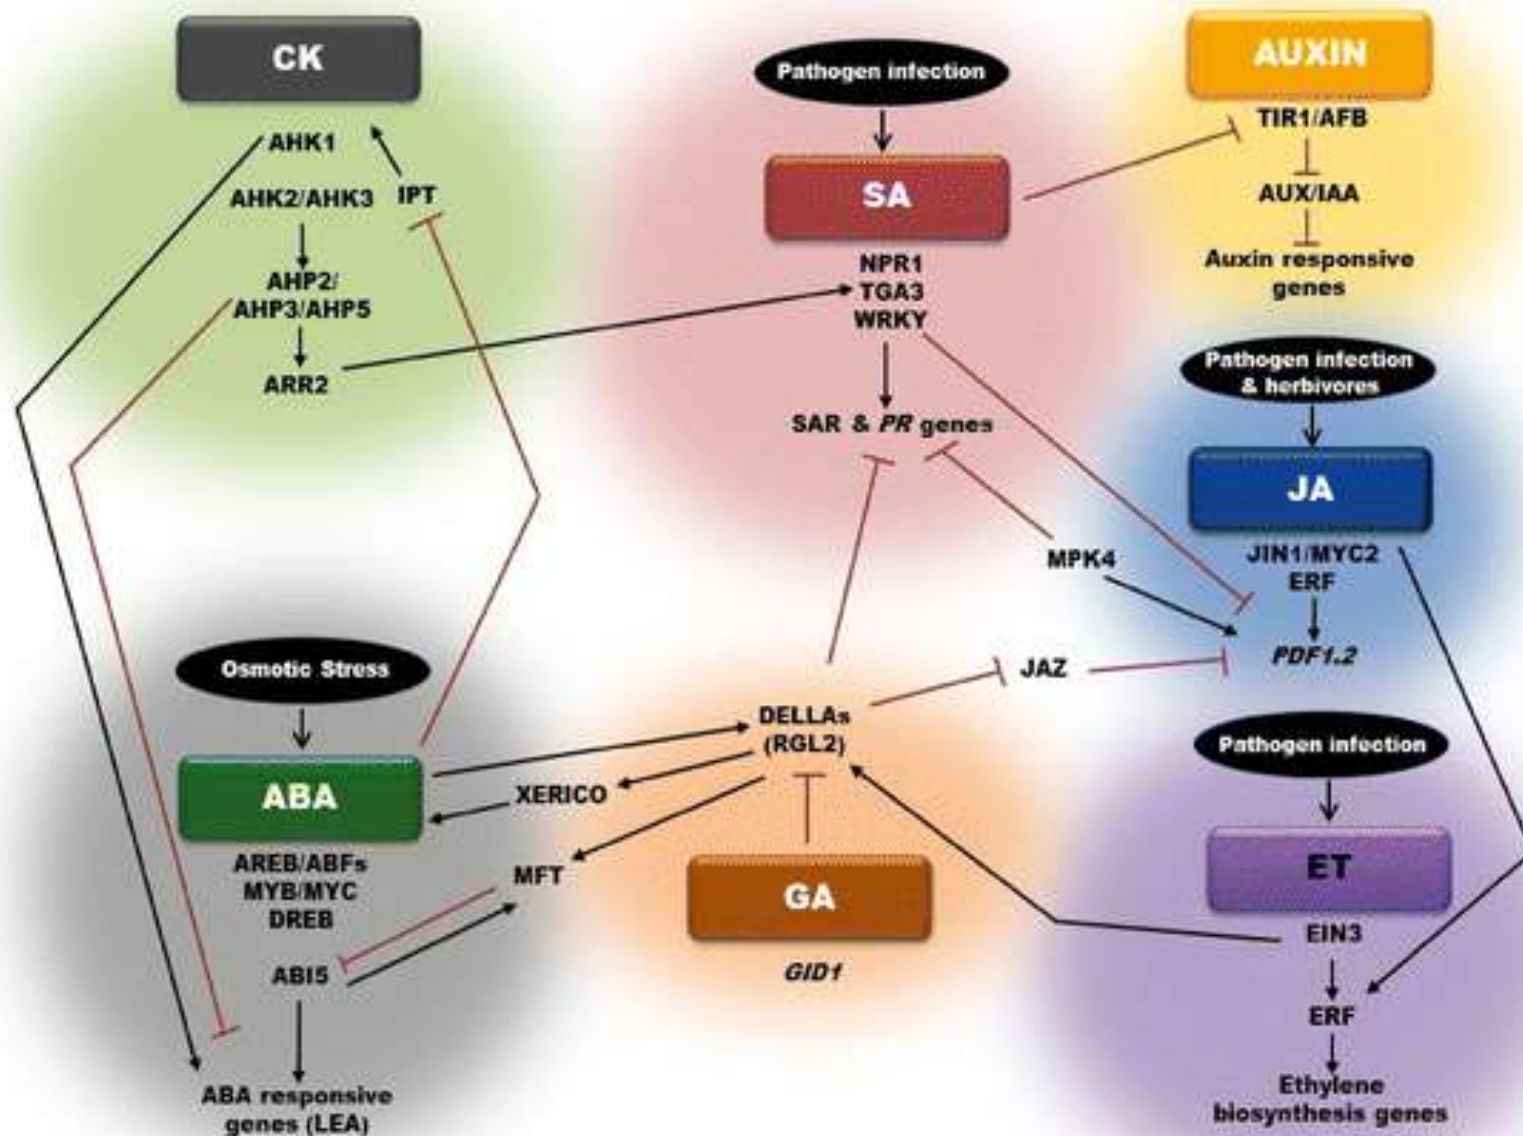 CK
AHK1
AHK2/AHK3
IPT
AHP2/
AHP3/AHP5
ARR2
Pathogen infection
SA
NPR1
TGA3
WRKY
SAR & PR genes
AUXIN
TIR1/AFB
AUX/IAA
Auxin responsive
genes
Pathogen infection
& herbivores
JA
JIN1/MYC2
ERF
PDF1.2
MPK4
JAZ
Osmotic Stress
ABA
AREB/ABFs
MYB/MYC
DREB
ABI5
ABA responsive
genes (LEA)
DELLAs
(RGL2)
XERICO
MFT
GA
GID1
Pathogen infection
ET
EIN3
ERF
Ethylene
biosynthesis genes